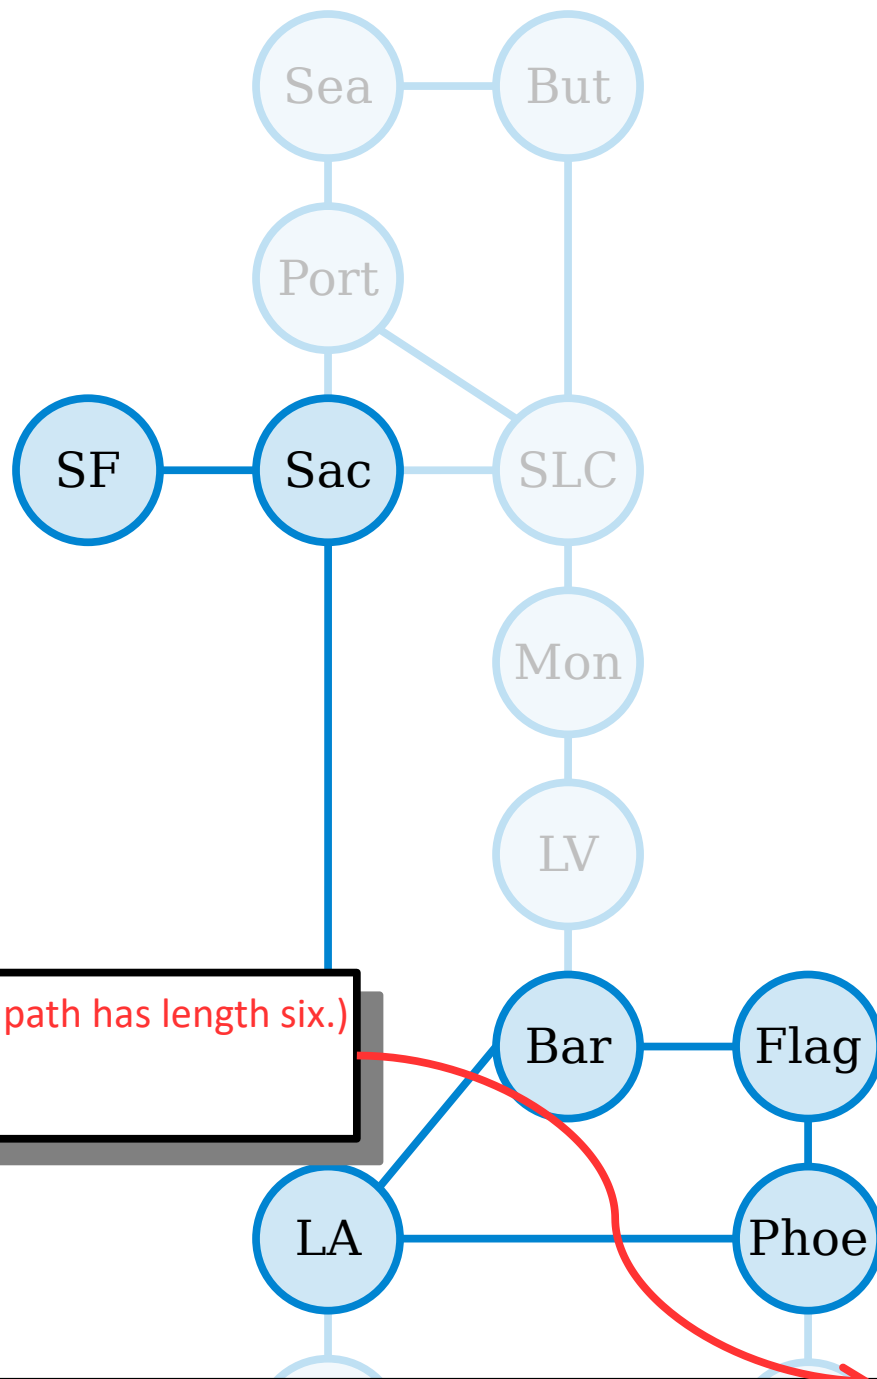 Sea
But
Port
SF
Sac
SLC
Mon
LV
path has length six.)
Bar
Flag
LA
Phoe